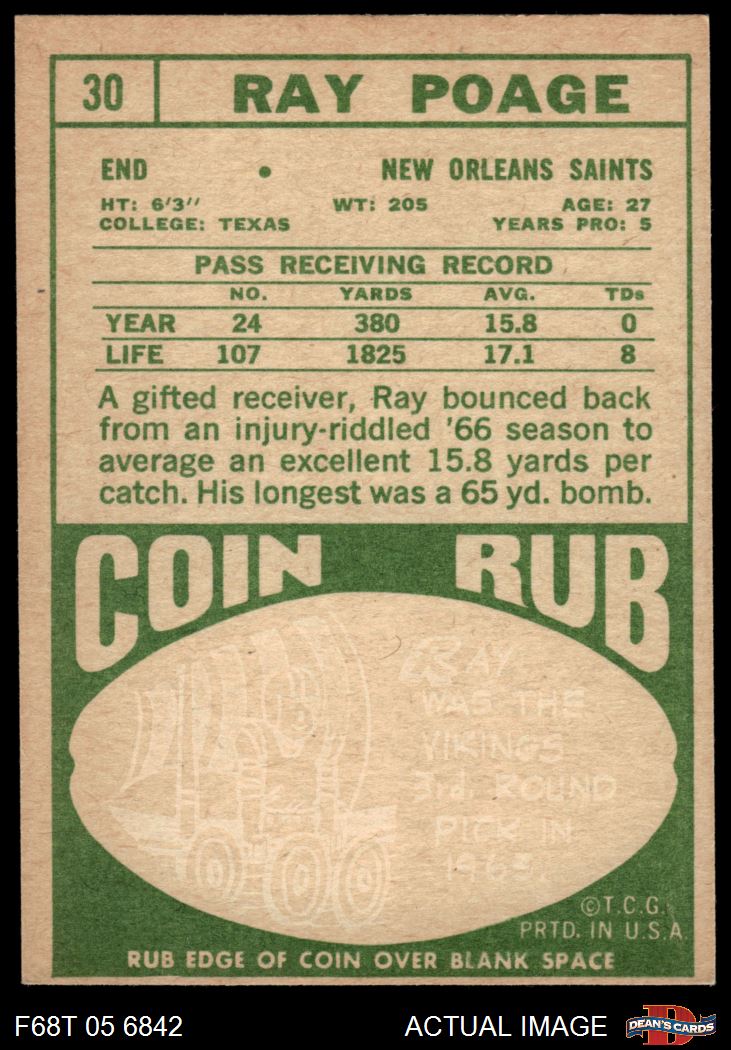 30 RAY POAGE
END • NEW ORLEANS SAINTS
HT: 6'3" WT: 205 AGE: 27
COLLEGE: TEXAS YEARS PRO: 5
PASS RECEIVING RECORD
NO. YARDS AVG. TDs
YEAR 24 380 15.8 0
LIFE 107 1825 17.1 8
A gifted receiver, Ray bounced back
from an injury-riddled '66 season to
average an excellent 15.8 yards per
catch. His longest was a 65 yd. bomb.
COIN RUB
RAY
WAS THE
VIKINGS
3rd. ROUND
PICK IN
1963.
©T.C.G.
PRTD. IN U.S.A
RUB EDGE OF COIN OVER BLANK SPACE
F68T 05 6842 ACTUAL IMAGE DEAN'S CARDS